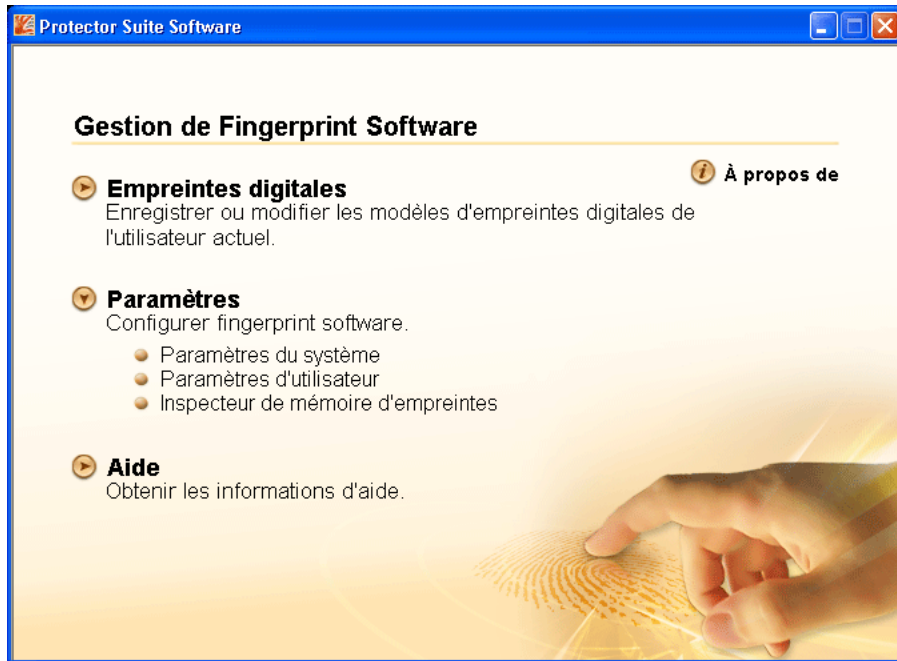 Protector Suite Software
Gestion de Fingerprint Software
À propos de
Empreintes digitales
Enregistrer ou modifier les modèles d'empreintes digitales de
l'utilisateur actuel.
Paramètres
Configurer fingerprint software.
Paramètres du système
Paramètres d'utilisateur
Inspecteur de mémoire d'empreintes
Aide
Obtenir les informations d'aide.